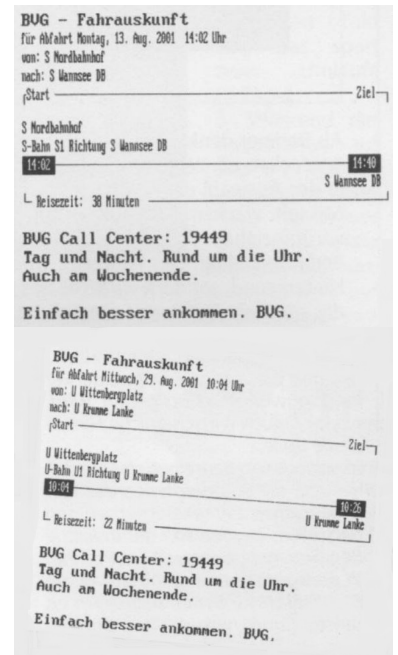 BVG - Fahrauskunft
für Abfahrt Montag, 13. Aug. 2001 14:02 Uhr
von: S Nordbahnhof
nach: S Wannsee DB
Start Ziel
S Nordbahnhof
S-Bahn S1 Richtung S Wannsee DB
14:02 14:40
S Wannsee DB
Reisezeit: 38 Minuten
BVG Call Center: 19449
Tag und Nacht. Rund um die Uhr.
Auch am Wochenende.
Einfach besser ankommen. BVG.
BVG - Fahrauskunft
für Abfahrt Mittwoch, 29. Aug. 2001 10:04 Uhr
von: U Wittenbergplatz
nach: U Krumme Lanke
Start Ziel
U Wittenbergplatz
U-Bahn U1 Richtung U Krumme Lanke
10:04 10:26
U Krumme Lanke
Reisezeit: 22 Minuten
BVG Call Center: 19449
Tag und Nacht. Rund um die Uhr.
Auch am Wochenende.
Einfach besser ankommen. BVG.